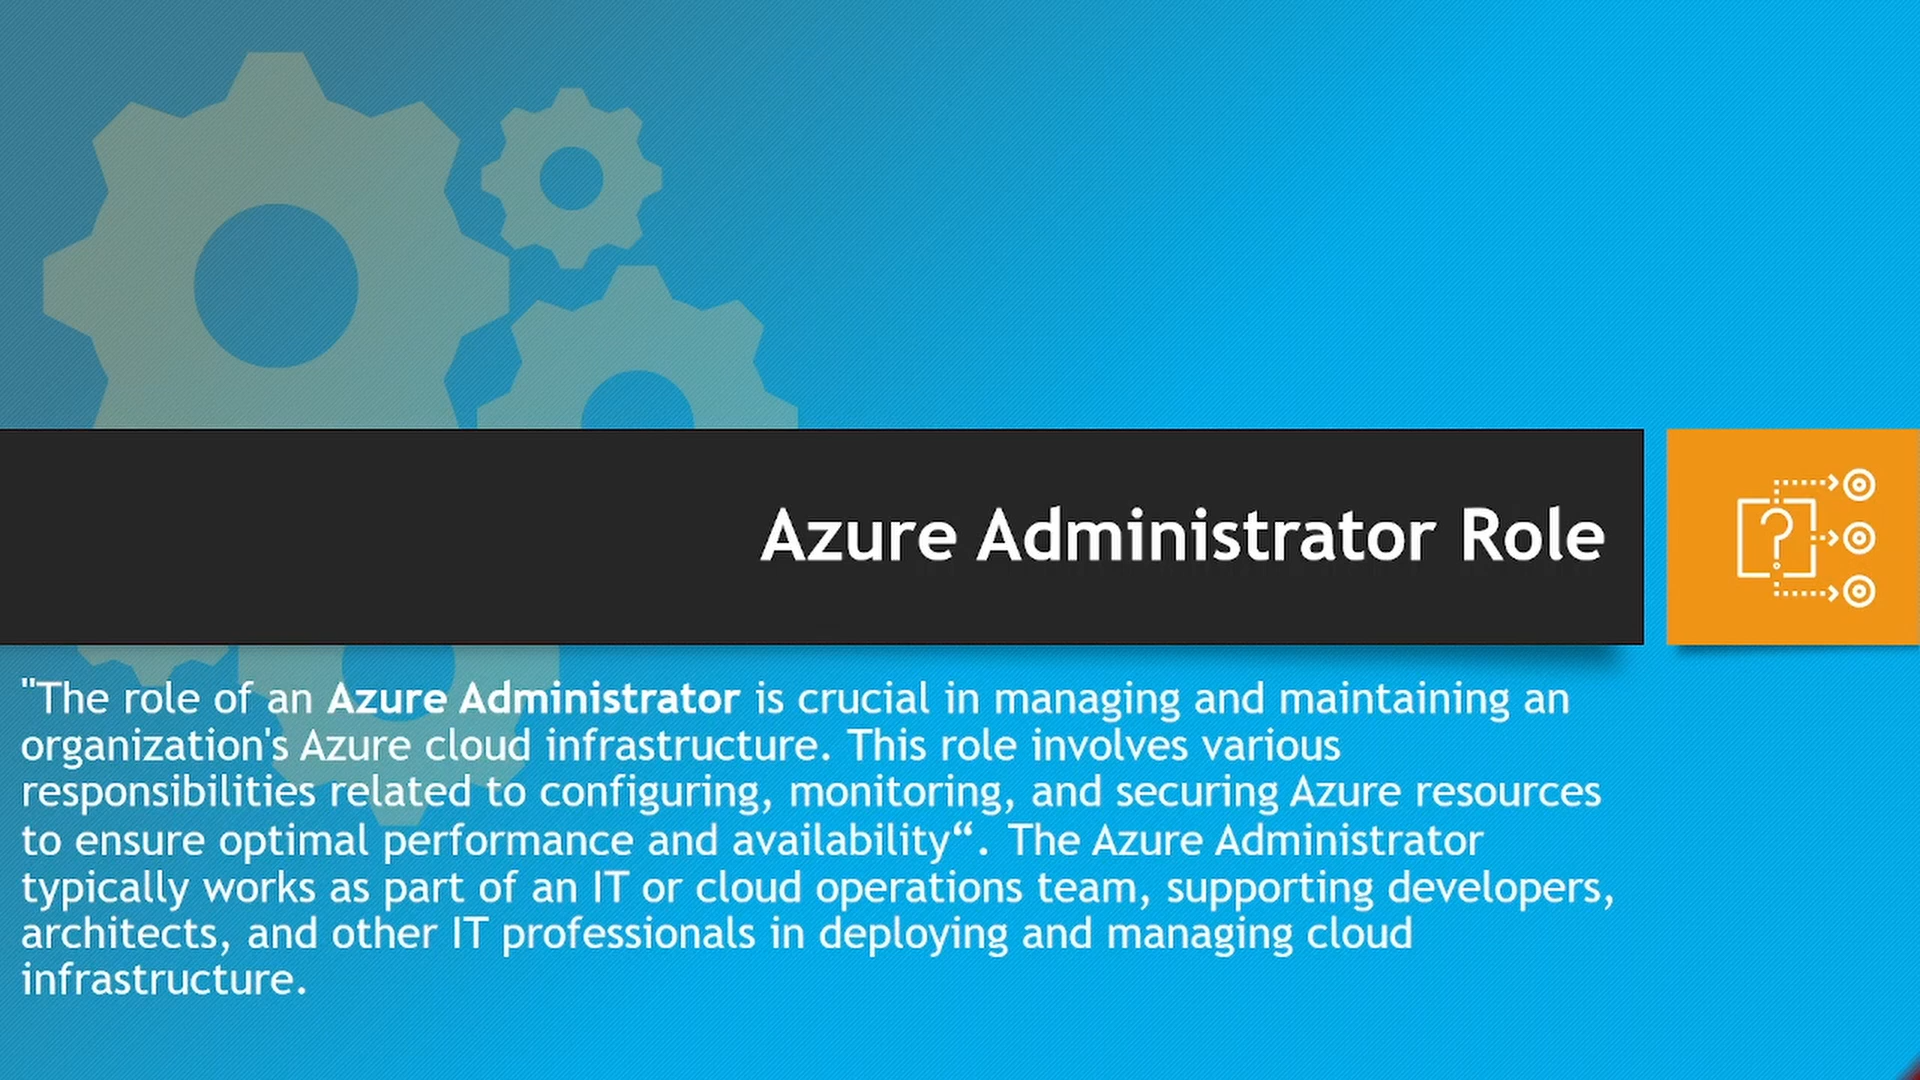 Azure Administrator Role
"The role of an Azure Administrator is crucial in managing and maintaining an
organization's Azure cloud infrastructure. This role involves various
responsibilities related to configuring, monitoring, and securing Azure resources
to ensure optimal performance and availability“. The Azure Administrator
typically works as part of an IT or cloud operations team, supporting developers,
architects, and other IT professionals in deploying and managing cloud
infrastructure.